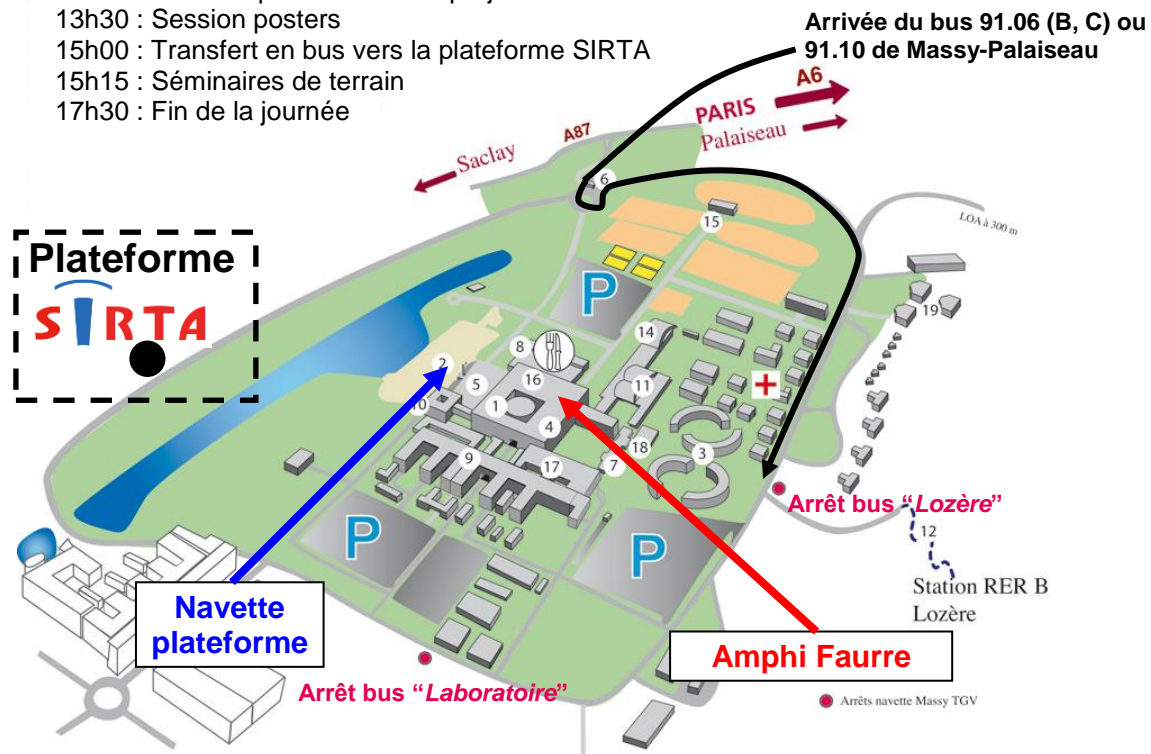 13h30 : Session posters
15h00 : Transfert en bus vers la plateforme SIRTA
15h15 : Séminaires de terrain
17h30 : Fin de la journée
Arrivée du bus 91.06 (B, C) ou
91.10 de Massy-Palaiseau
A6
PARIS
Palaiseau
A87
Saclay
6
15
LOA à 300 m
Plateforme
SIRTA
P
19
14
8
2
16
5
11
10
1
4
18
3
9
17
7
Arrêt bus “Lozère”
P
P
12
Station RER B
Lozère
Navette
plateforme
Amphi Faurre
Arrêt bus “Laboratoire”
Arrêts navette Massy TGV